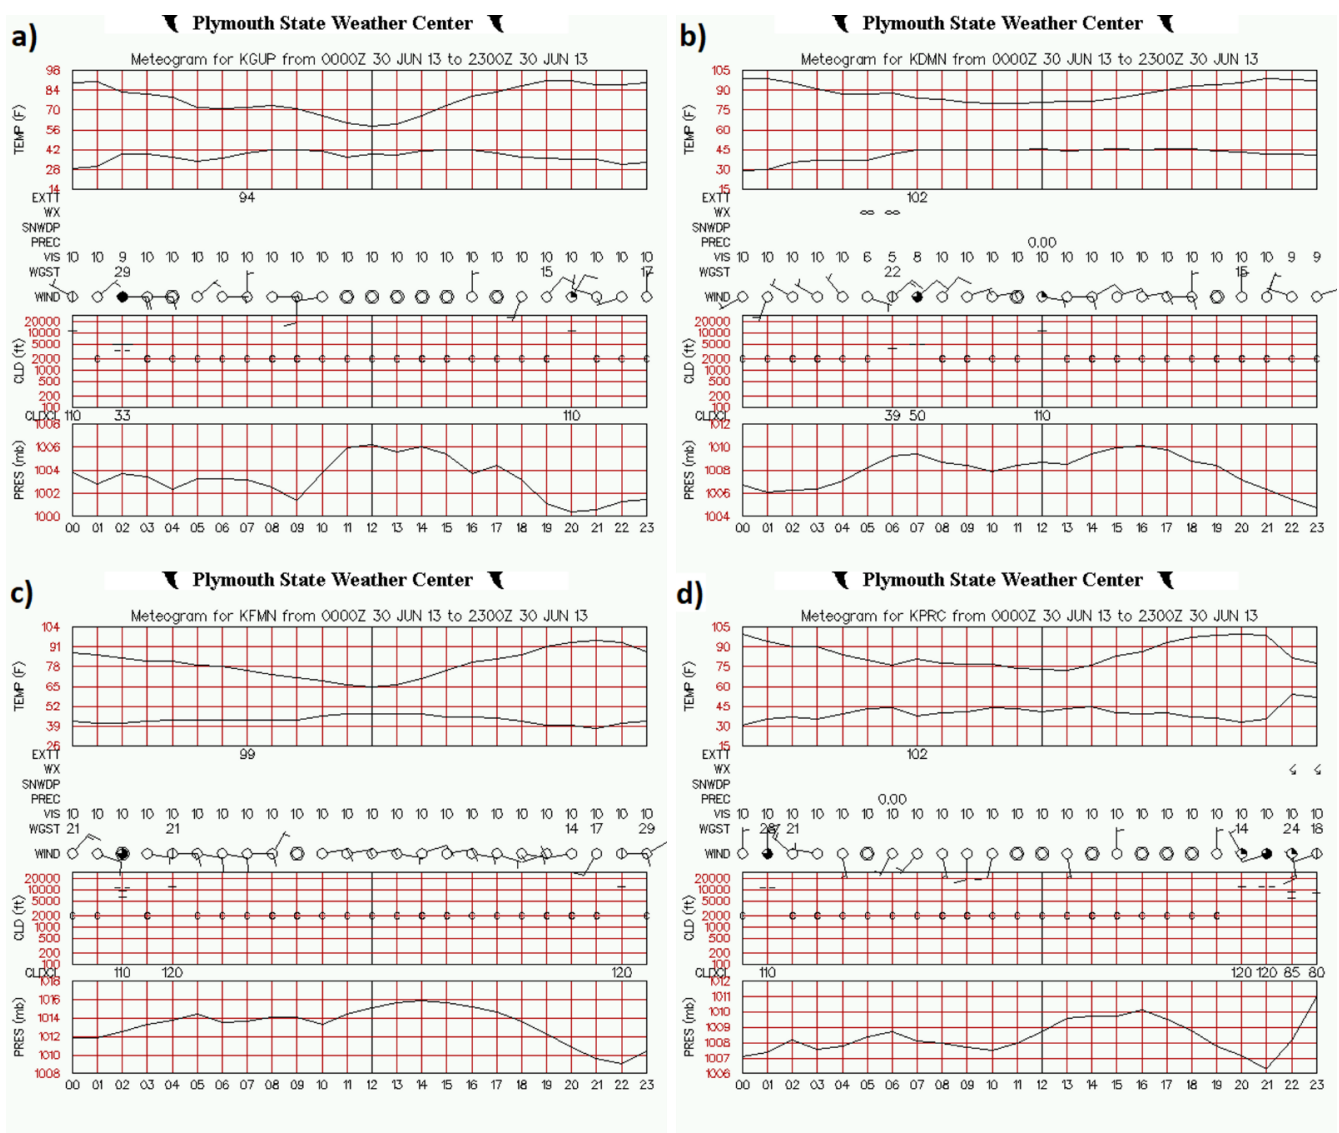 a)
Plymouth State Weather Center
Meteogram for KGUP from 0000Z 30 JUN 13 to 2300Z 30 JUN 13
98
84
70
56
42
28
14
TEMP (F)
EXTT 94
WX
SNWDP
PREC
VIS 10 10 9 10 10 10 10 10 10 10 10 10 10 10 10 10 10 10 10 10 10 10 10 10
WGST 29 15 17
WIND
20000
10000
5000
2000
1000
500
200
100
CLD (ft)
CLDCL 110 33 110
1008
1006
1004
1002
1000
PRES (mb)
00 01 02 03 04 05 06 07 08 09 10 11 12 13 14 15 16 17 18 19 20 21 22 23
b)
Plymouth State Weather Center
Meteogram for KDMN from 0000Z 30 JUN 13 to 2300Z 30 JUN 13
105
90
75
60
45
30
15
TEMP (F)
EXTT 102
WX
SNWDP
PREC 0.00
VIS 10 10 10 10 10 6 5 8 10 10 10 10 10 10 10 10 10 10 10 10 10 10 9 9
WGST 22 15
WIND
20000
10000
5000
2000
1000
500
200
100
CLD (ft)
CLDCL 39 50 110
1012
1010
1008
1006
1004
PRES (mb)
00 01 02 03 04 05 06 07 08 09 10 11 12 13 14 15 16 17 18 19 20 21 22 23
c)
Plymouth State Weather Center
Meteogram for KFMN from 0000Z 30 JUN 13 to 2300Z 30 JUN 13
104
91
78
65
52
39
26
TEMP (F)
EXTT 99
WX
SNWDP
PREC
VIS 10 10 10 10 10 10 10 10 10 10 10 10 10 10 10 10 10 10 10 10 10 10 10 10
WGST 21 21 14 17 29
WIND
20000
10000
5000
2000
1000
500
200
100
CLD (ft)
CLDCL 110 120 120
1018
1016
1014
1012
1010
1008
PRES (mb)
00 01 02 03 04 05 06 07 08 09 10 11 12 13 14 15 16 17 18 19 20 21 22 23
d)
Plymouth State Weather Center
Meteogram for KPRC from 0000Z 30 JUN 13 to 2300Z 30 JUN 13
105
90
75
60
45
30
15
TEMP (F)
EXTT 102
WX
SNWDP
PREC 0.00
VIS 10 10 10 10 10 10 10 10 10 10 10 10 10 10 10 10 10 10 10 10 10 10 10 10
WGST 21 14 24 18
WIND
20000
10000
5000
2000
1000
500
200
100
CLD (ft)
CLDCL 110 120 120 85 80
1012
1011
1010
1009
1008
1007
1006
PRES (mb)
00 01 02 03 04 05 06 07 08 09 10 11 12 13 14 15 16 17 18 19 20 21 22 23